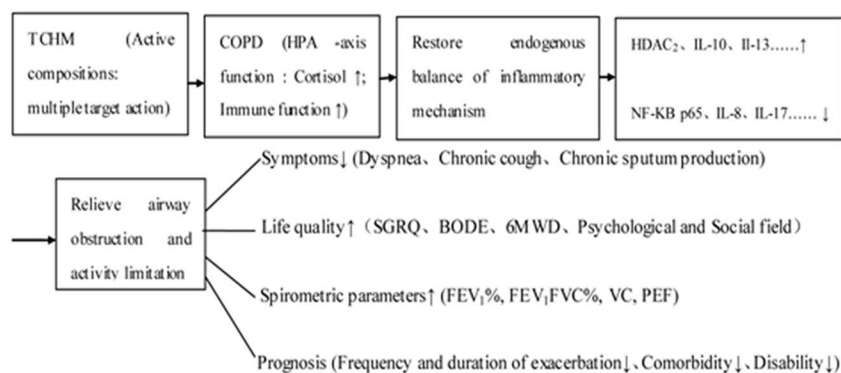 TCHM (Active
compositions:
multiple target action)
COPD (HPA -axis
function : Cortisol ↑;
Immune function ↑)
Restore endogenous
balance of inflammatory
mechanism
HDAC₂、IL-10、Il-13……↑
NF-KB p65、IL-8、IL-17…… ↓
Relieve airway
obstruction and
activity limitation
Symptoms↓ (Dyspnea、Chronic cough、Chronic sputum production)
Life quality↑（SGRQ、BODE、6MWD、Psychological and Social field）
Spirometric parameters↑ (FEV₁%, FEV₁FVC%, VC, PEF)
Prognosis (Frequency and duration of exacerbation↓、Comorbidity↓、Disability↓)